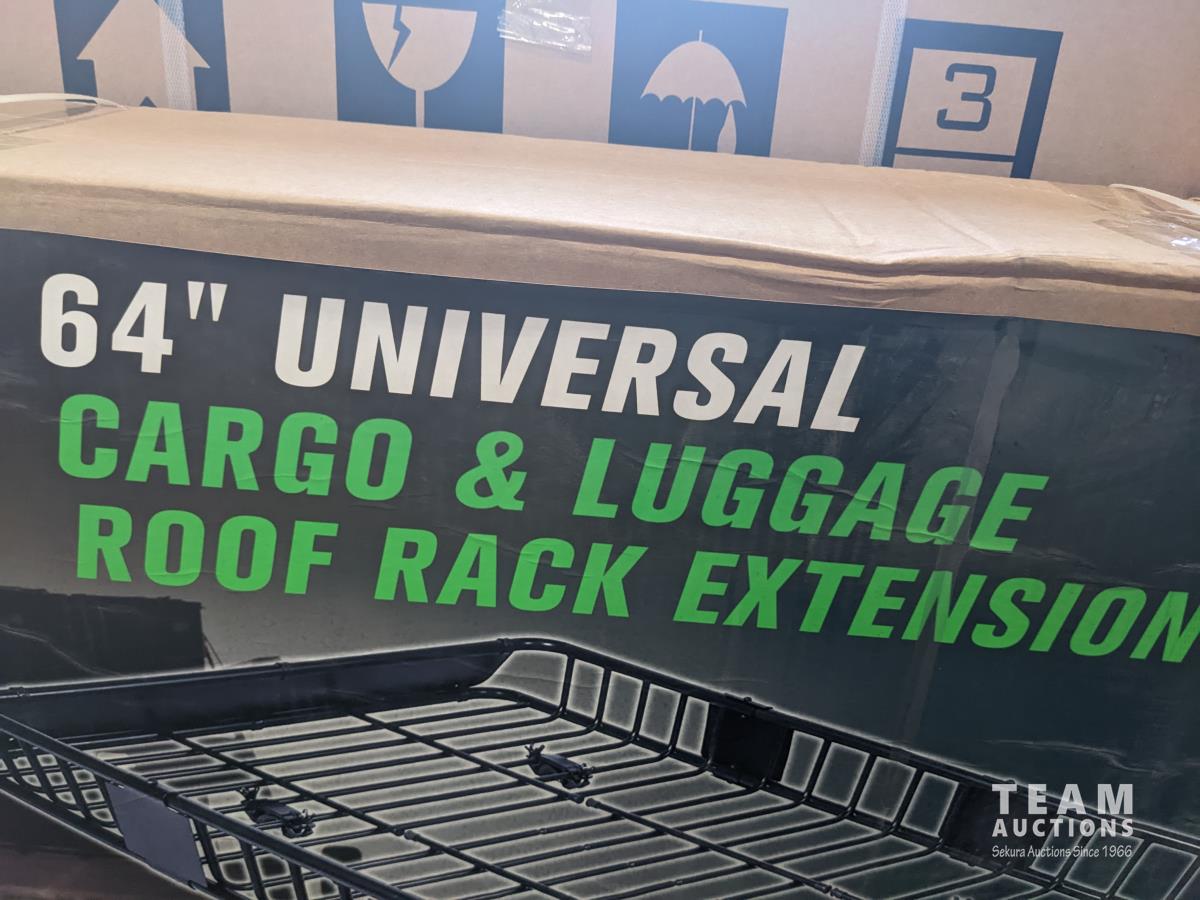 3
64" UNIVERSAL
CARGO & LUGGAGE
ROOF RACK EXTENSION
TEAM
AUCTIONS
Sekura Auctions Since 1966